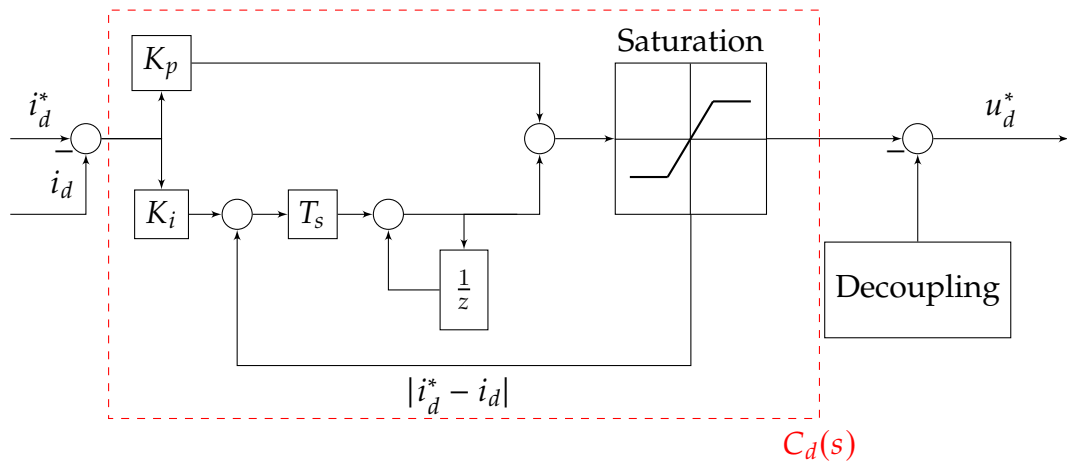 Saturation
K_p
i_d^*
−
i_d
u_d^*
−
K_i
T_s
1/z
Decoupling
|i_d^* − i_d|
C_d(s)